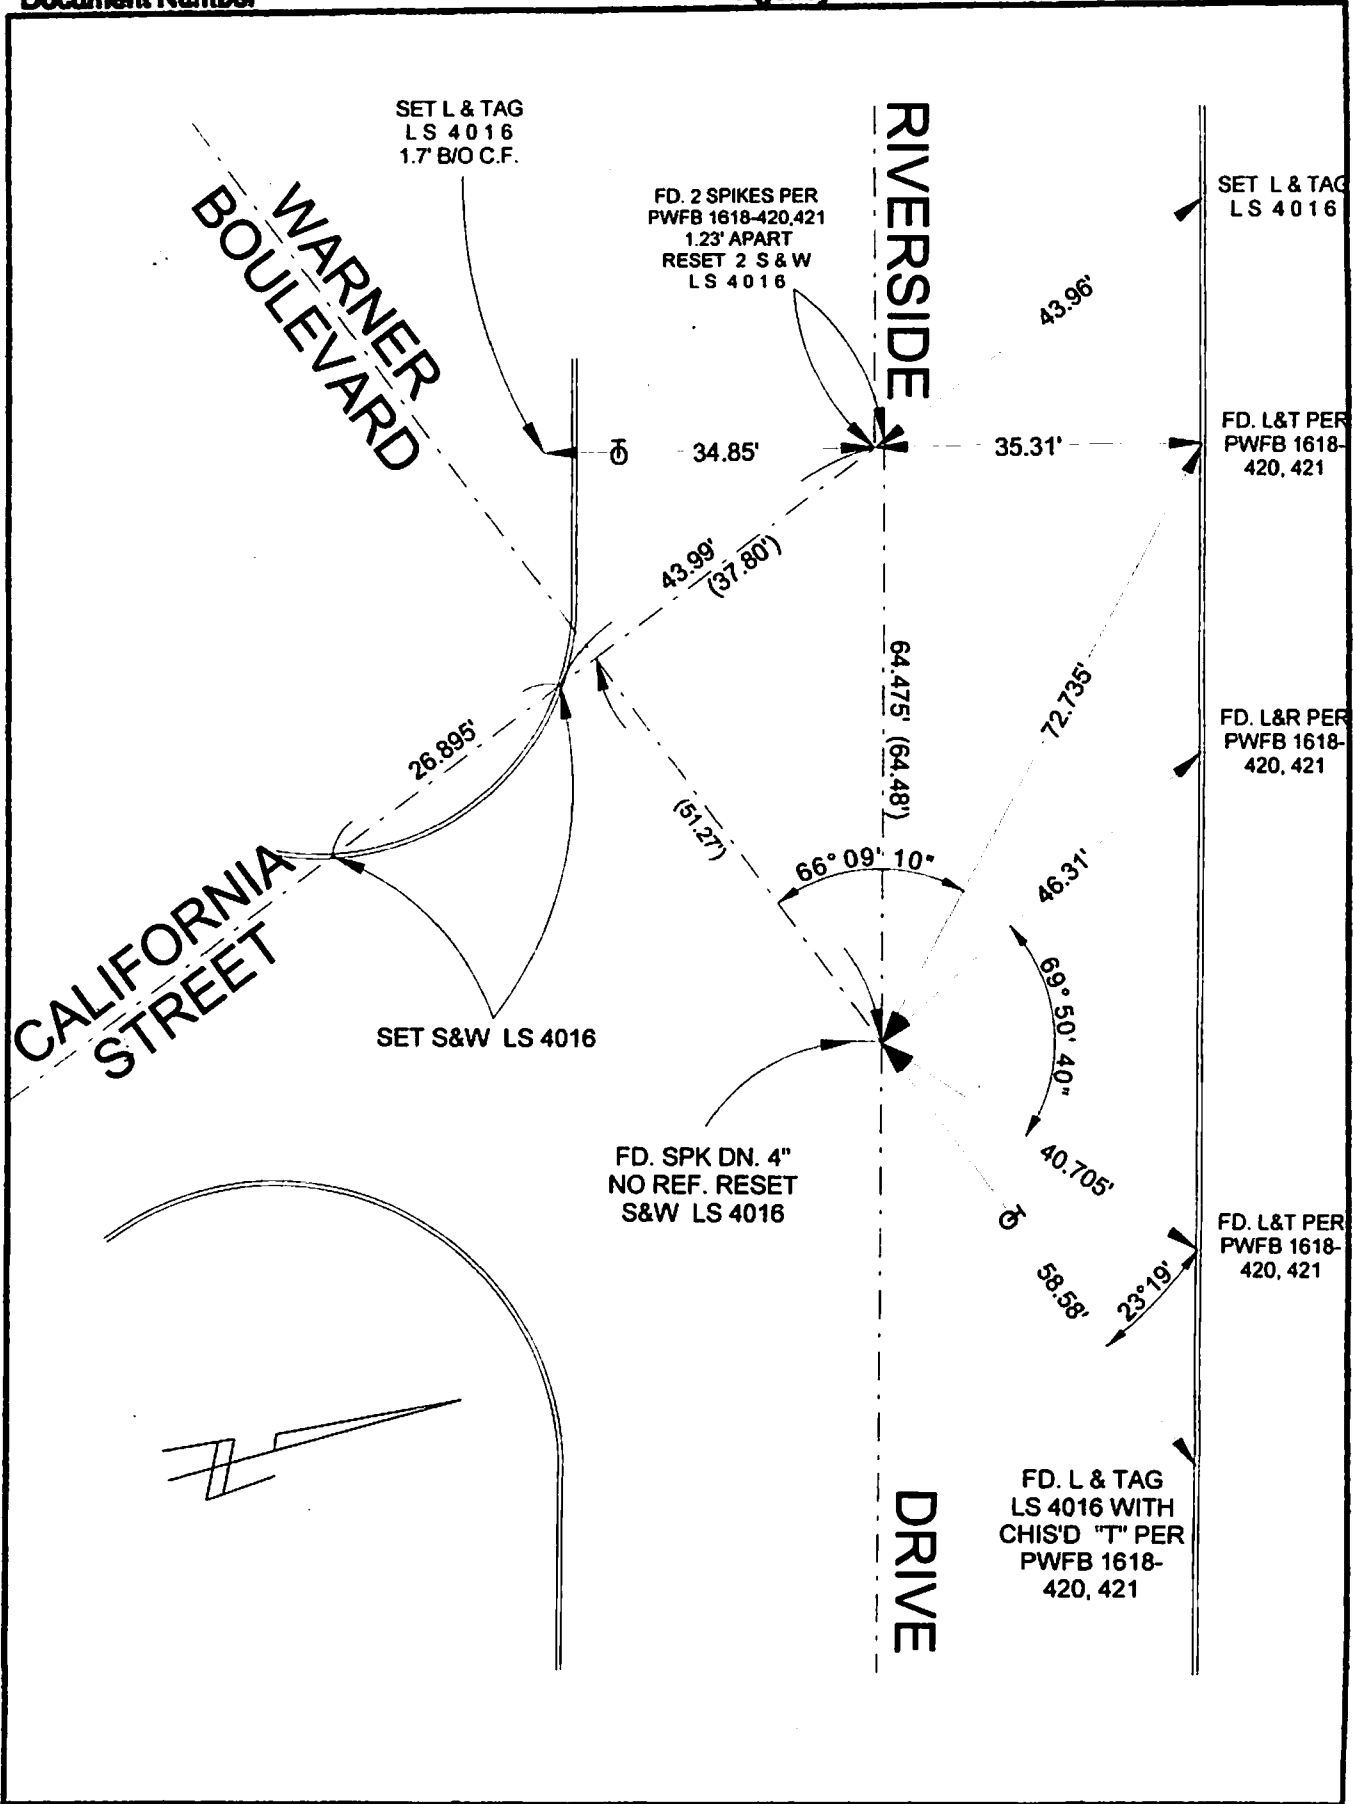 Document Number
SET L & TAG
LS 4016
1.7' B/O C.F.
WARNER
BOULEVARD
FD. 2 SPIKES PER
PWFB 1618-420,421
1.23' APART
RESET 2 S & W
LS 4016
RIVERSIDE
SET L & TAG
LS 4016
43.96'
34.85'
35.31'
FD. L&T PER
PWFB 1618-
420, 421
43.99'
(37.80')
64.475' (64.48')
72.735'
FD. L&R PER
PWFB 1618-
420, 421
26.895'
(51.27')
66° 09' 10"
46.31'
69° 50' 40"
CALIFORNIA
STREET
SET S&W LS 4016
FD. SPK DN. 4"
NO REF. RESET
S&W LS 4016
40.705'
58.58'
23°19'
FD. L&T PER
PWFB 1618-
420, 421
DRIVE
FD. L & TAG
LS 4016 WITH
CHIS'D "T" PER
PWFB 1618-
420, 421